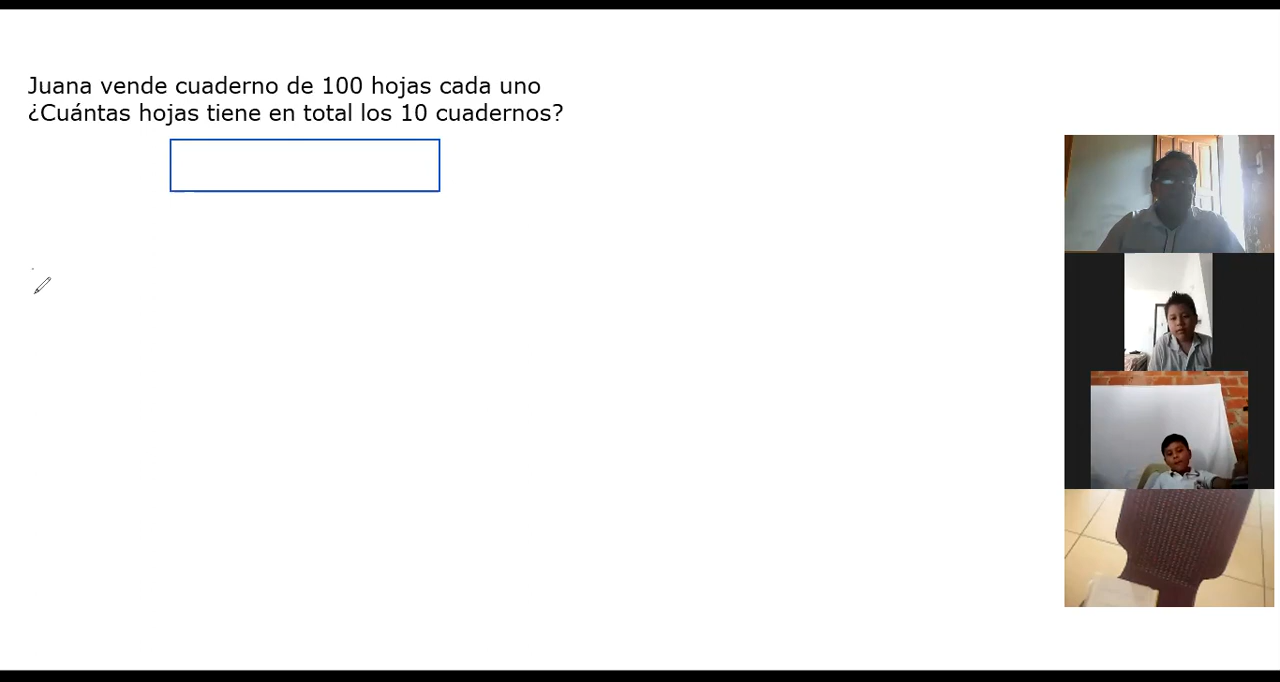 Juana vende cuaderno de 100 hojas cada uno
¿Cuántas hojas tiene en total los 10 cuadernos?